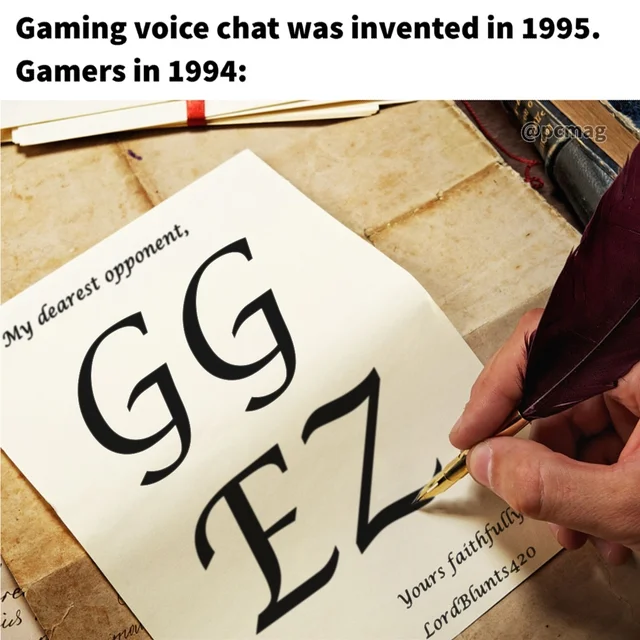 Gaming voice chat was invented in 1995.
Gamers in 1994:
@pcmag
My dearest opponent,
GG
EZ
Yours faithfully
LordBlunts420